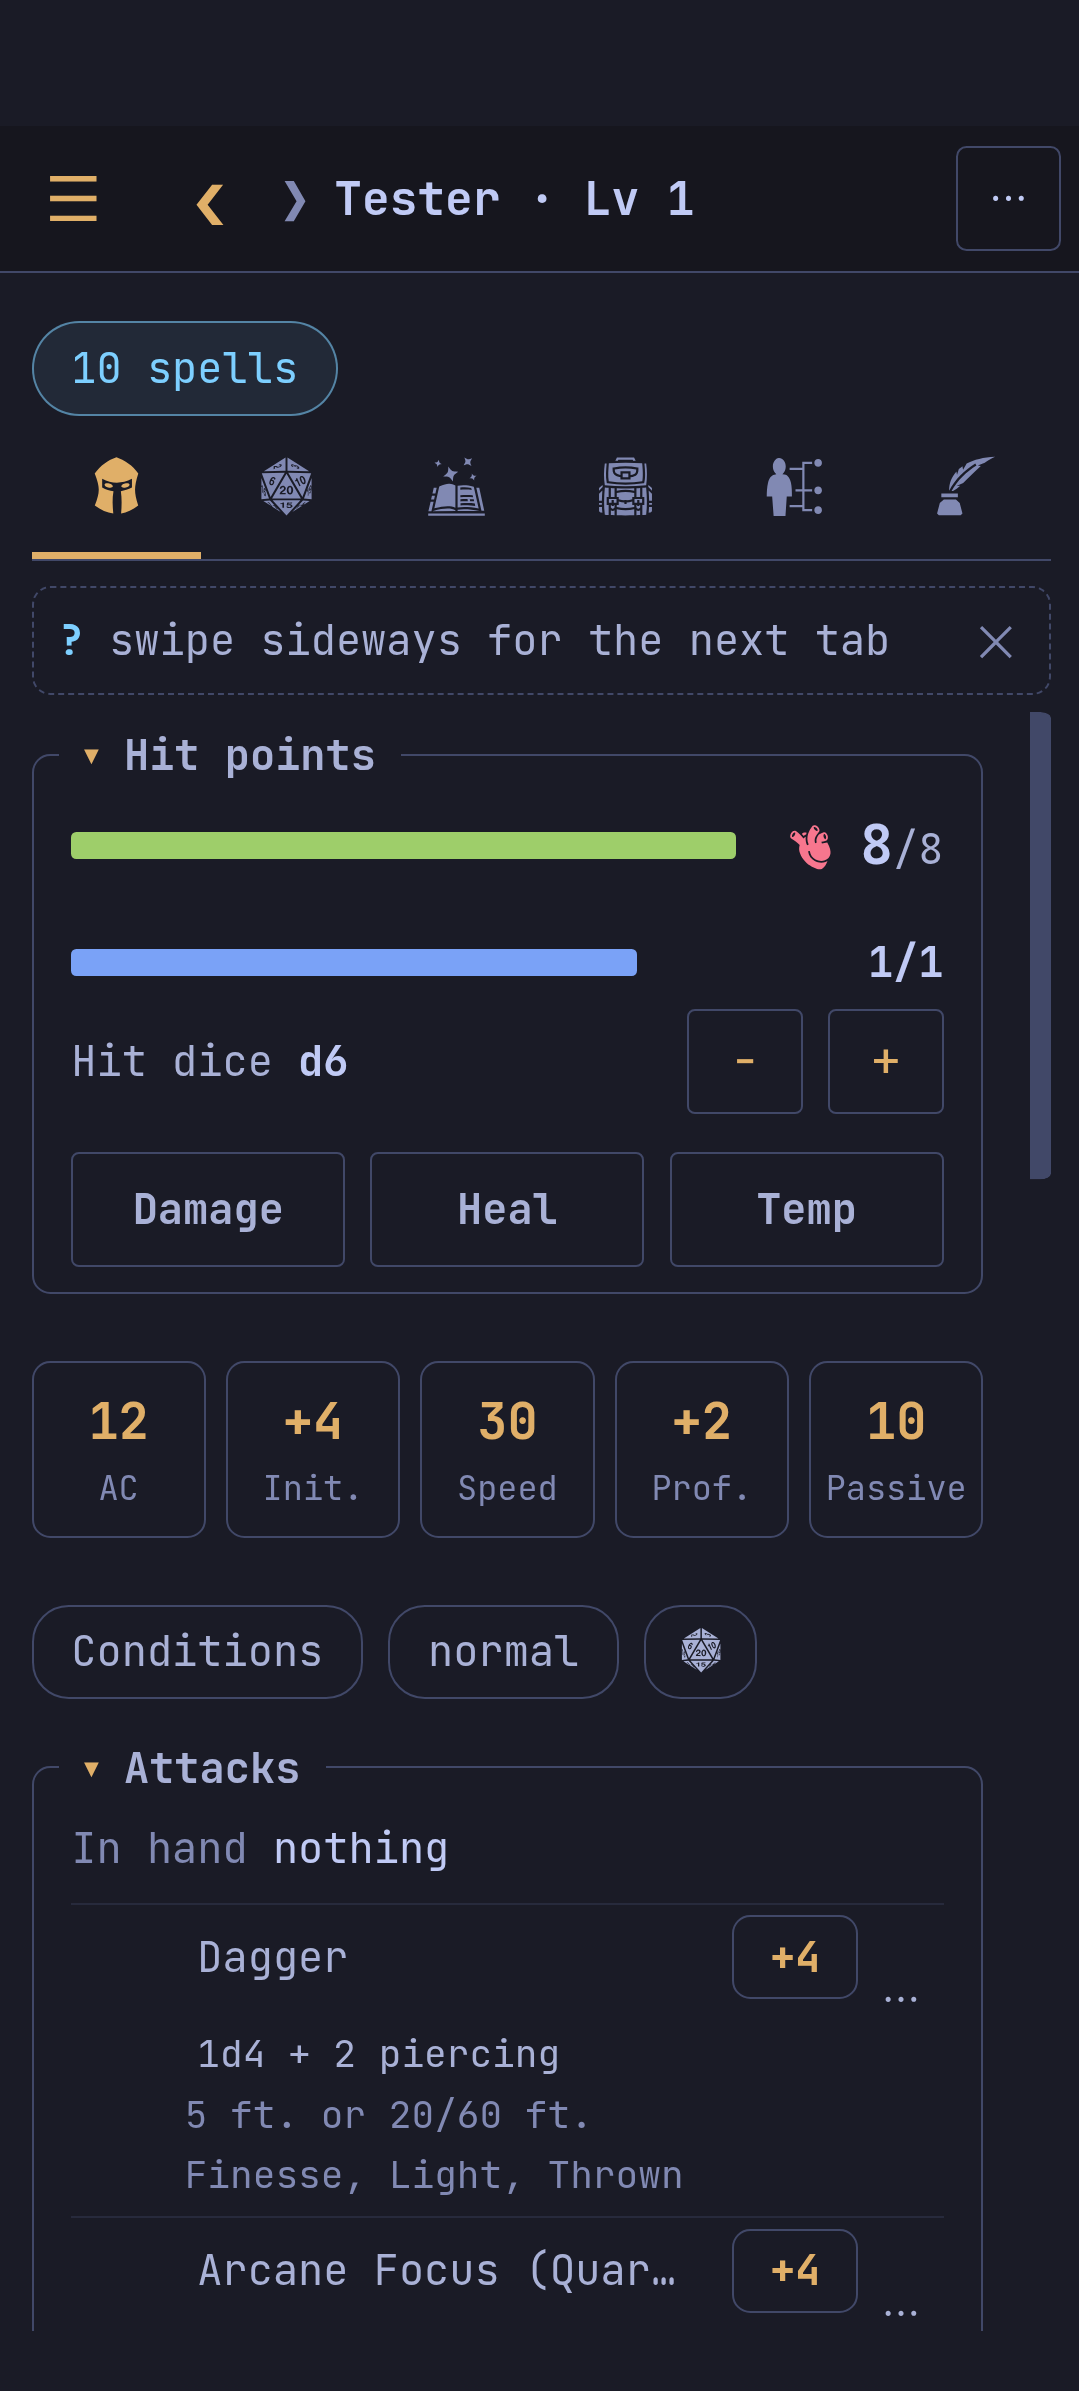 ☰ ‹ › Tester · Lv 1 ...
10 spells
? swipe sideways for the next tab ×
▼ Hit points
8/8
1/1
Hit dice d6 - +
Damage Heal Temp
12 +4 30 +2 10
AC Init. Speed Prof. Passive
Conditions normal
▼ Attacks
In hand nothing
Dagger +4 ...
1d4 + 2 piercing
5 ft. or 20/60 ft.
Finesse, Light, Thrown
Arcane Focus (Quar… +4 ...